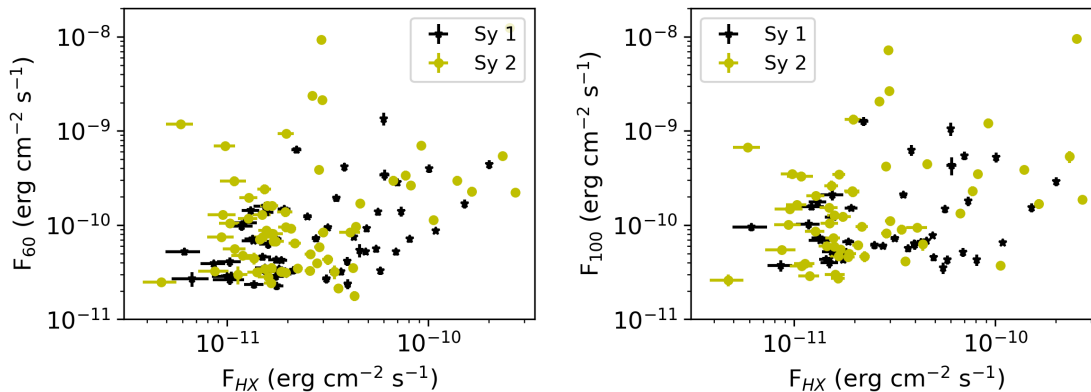 10⁻⁸
10⁻⁹
10⁻¹⁰
10⁻¹¹
F₆₀ (erg cm⁻² s⁻¹)
Sy 1
Sy 2
10⁻¹¹
10⁻¹⁰
F_HX (erg cm⁻² s⁻¹)
10⁻⁸
10⁻⁹
10⁻¹⁰
10⁻¹¹
F₁₀₀ (erg cm⁻² s⁻¹)
Sy 1
Sy 2
10⁻¹¹
10⁻¹⁰
F_HX (erg cm⁻² s⁻¹)